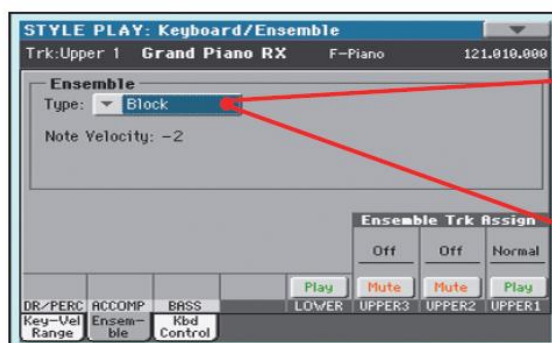 STYLE PLAY: Keyboard/Ensemble
Trk:Upper 1 Grand Piano RX F-Piano 121.010.000
Ensemble
Type: Block
Note Velocity: -2
Ensemble Trk Assign
Off Off Normal
Play Mute Mute Play
DR/PERC ACCOMP BASS LOWER UPPER3 UPPER2 UPPER1
Key-Vel Range Ensem-ble Kbd Control